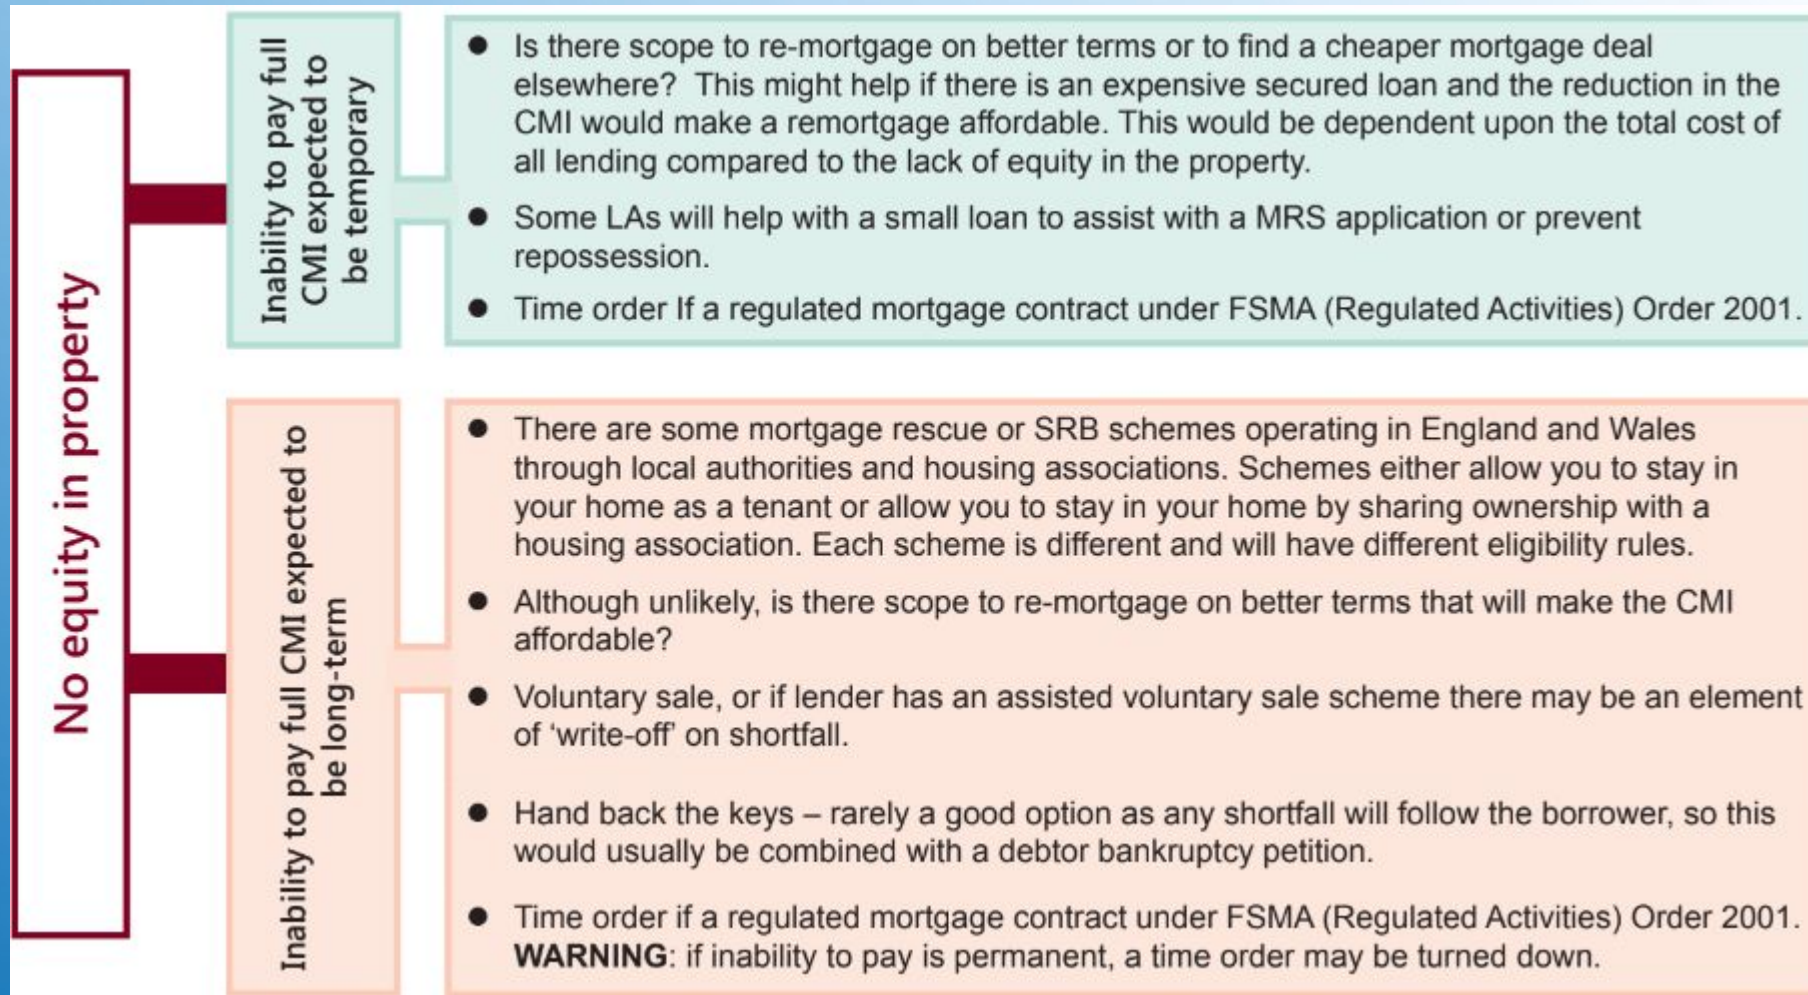 No equity in property
Inability to pay full
CMI expected to
be temporary
● Is there scope to re-mortgage on better terms or to find a cheaper mortgage deal
elsewhere?  This might help if there is an expensive secured loan and the reduction in the
CMI would make a remortgage affordable. This would be dependent upon the total cost of
all lending compared to the lack of equity in the property.
● Some LAs will help with a small loan to assist with a MRS application or prevent
repossession.
● Time order If a regulated mortgage contract under FSMA (Regulated Activities) Order 2001.
Inability to pay full CMI expected to
be long-term
● There are some mortgage rescue or SRB schemes operating in England and Wales
through local authorities and housing associations. Schemes either allow you to stay in
your home as a tenant or allow you to stay in your home by sharing ownership with a
housing association. Each scheme is different and will have different eligibility rules.
● Although unlikely, is there scope to re-mortgage on better terms that will make the CMI
affordable?
● Voluntary sale, or if lender has an assisted voluntary sale scheme there may be an element
of ‘write-off’ on shortfall.
● Hand back the keys – rarely a good option as any shortfall will follow the borrower, so this
would usually be combined with a debtor bankruptcy petition.
● Time order if a regulated mortgage contract under FSMA (Regulated Activities) Order 2001.
WARNING: if inability to pay is permanent, a time order may be turned down.